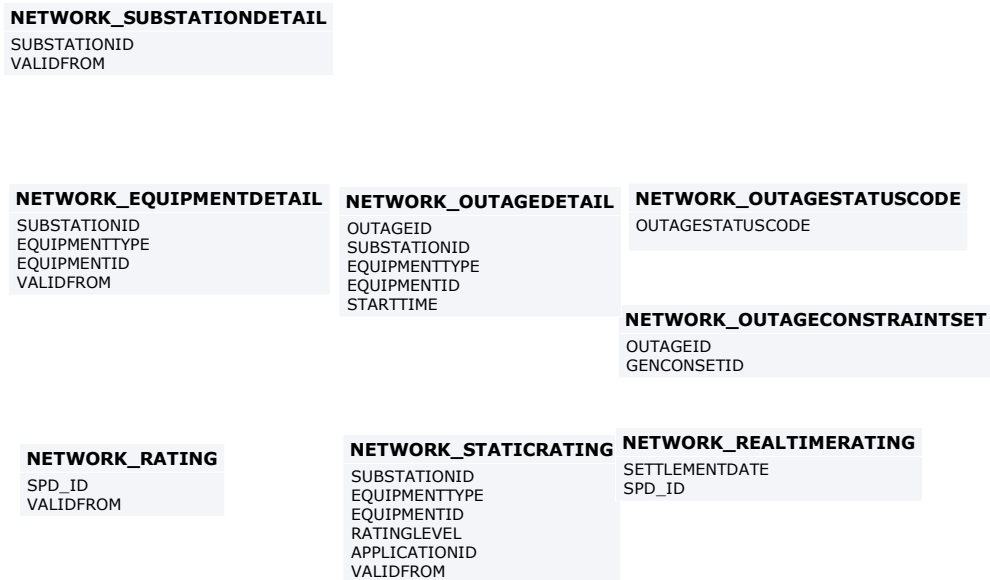 NETWORK_SUBSTATIONDETAIL
SUBSTATIONID
VALIDFROM
NETWORK_EQUIPMENTDETAIL
SUBSTATIONID
EQUIPMENTTYPE
EQUIPMENTID
VALIDFROM
NETWORK_OUTAGEDETAIL
OUTAGEID
SUBSTATIONID
EQUIPMENTTYPE
EQUIPMENTID
STARTTIME
NETWORK_OUTAGESTATUSCODE
OUTAGESTATUSCODE
NETWORK_OUTAGECONSTRAINTSET
OUTAGEID
GENCONSETID
NETWORK_RATING
SPD_ID
VALIDFROM
NETWORK_STATICRATING
SUBSTATIONID
EQUIPMENTTYPE
EQUIPMENTID
RATINGLEVEL
APPLICATIONID
VALIDFROM
NETWORK_REALTIMERATING
SETTLEMENTDATE
SPD_ID